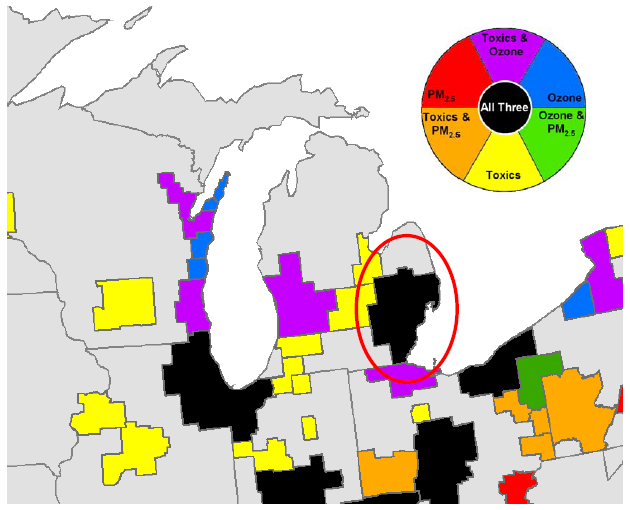 Toxics &
Ozone
PM2.5
Ozone
All Three
Toxics &
PM2.5
Ozone &
PM2.5
Toxics